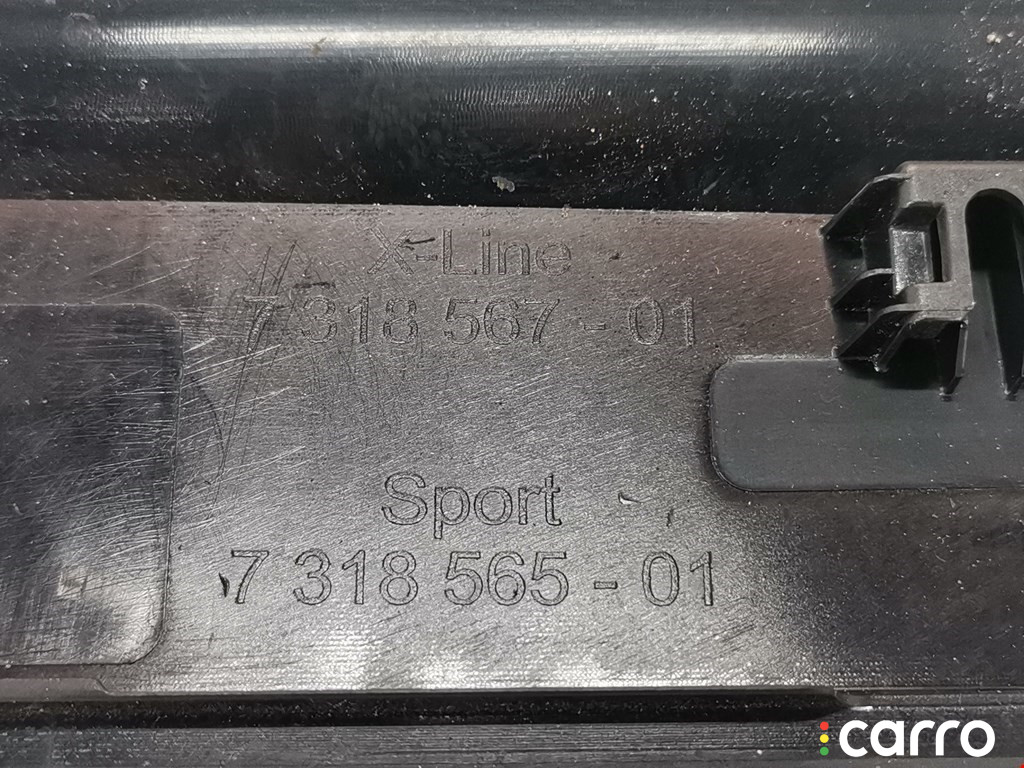 X-Line
7 318 567 - 01
Sport
7 318 565 - 01
carro